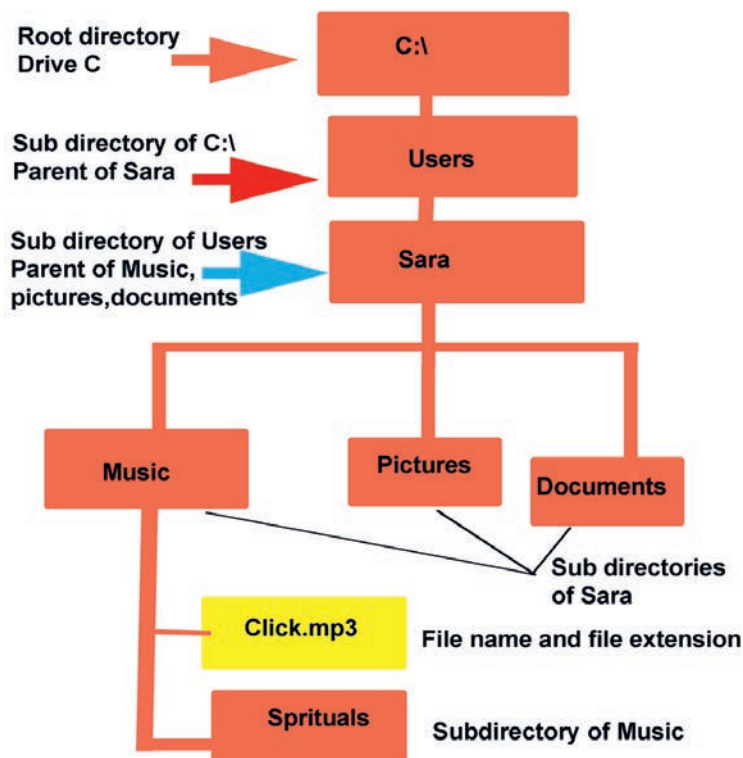 Root directory
Drive C
C:\
Sub directory of C:\
Parent of Sara
Users
Sub directory of Users
Parent of Music,
pictures,documents
Sara
Music
Pictures
Documents
Sub directories
of Sara
Click.mp3
File name and file extension
Sprituals
Subdirectory of Music